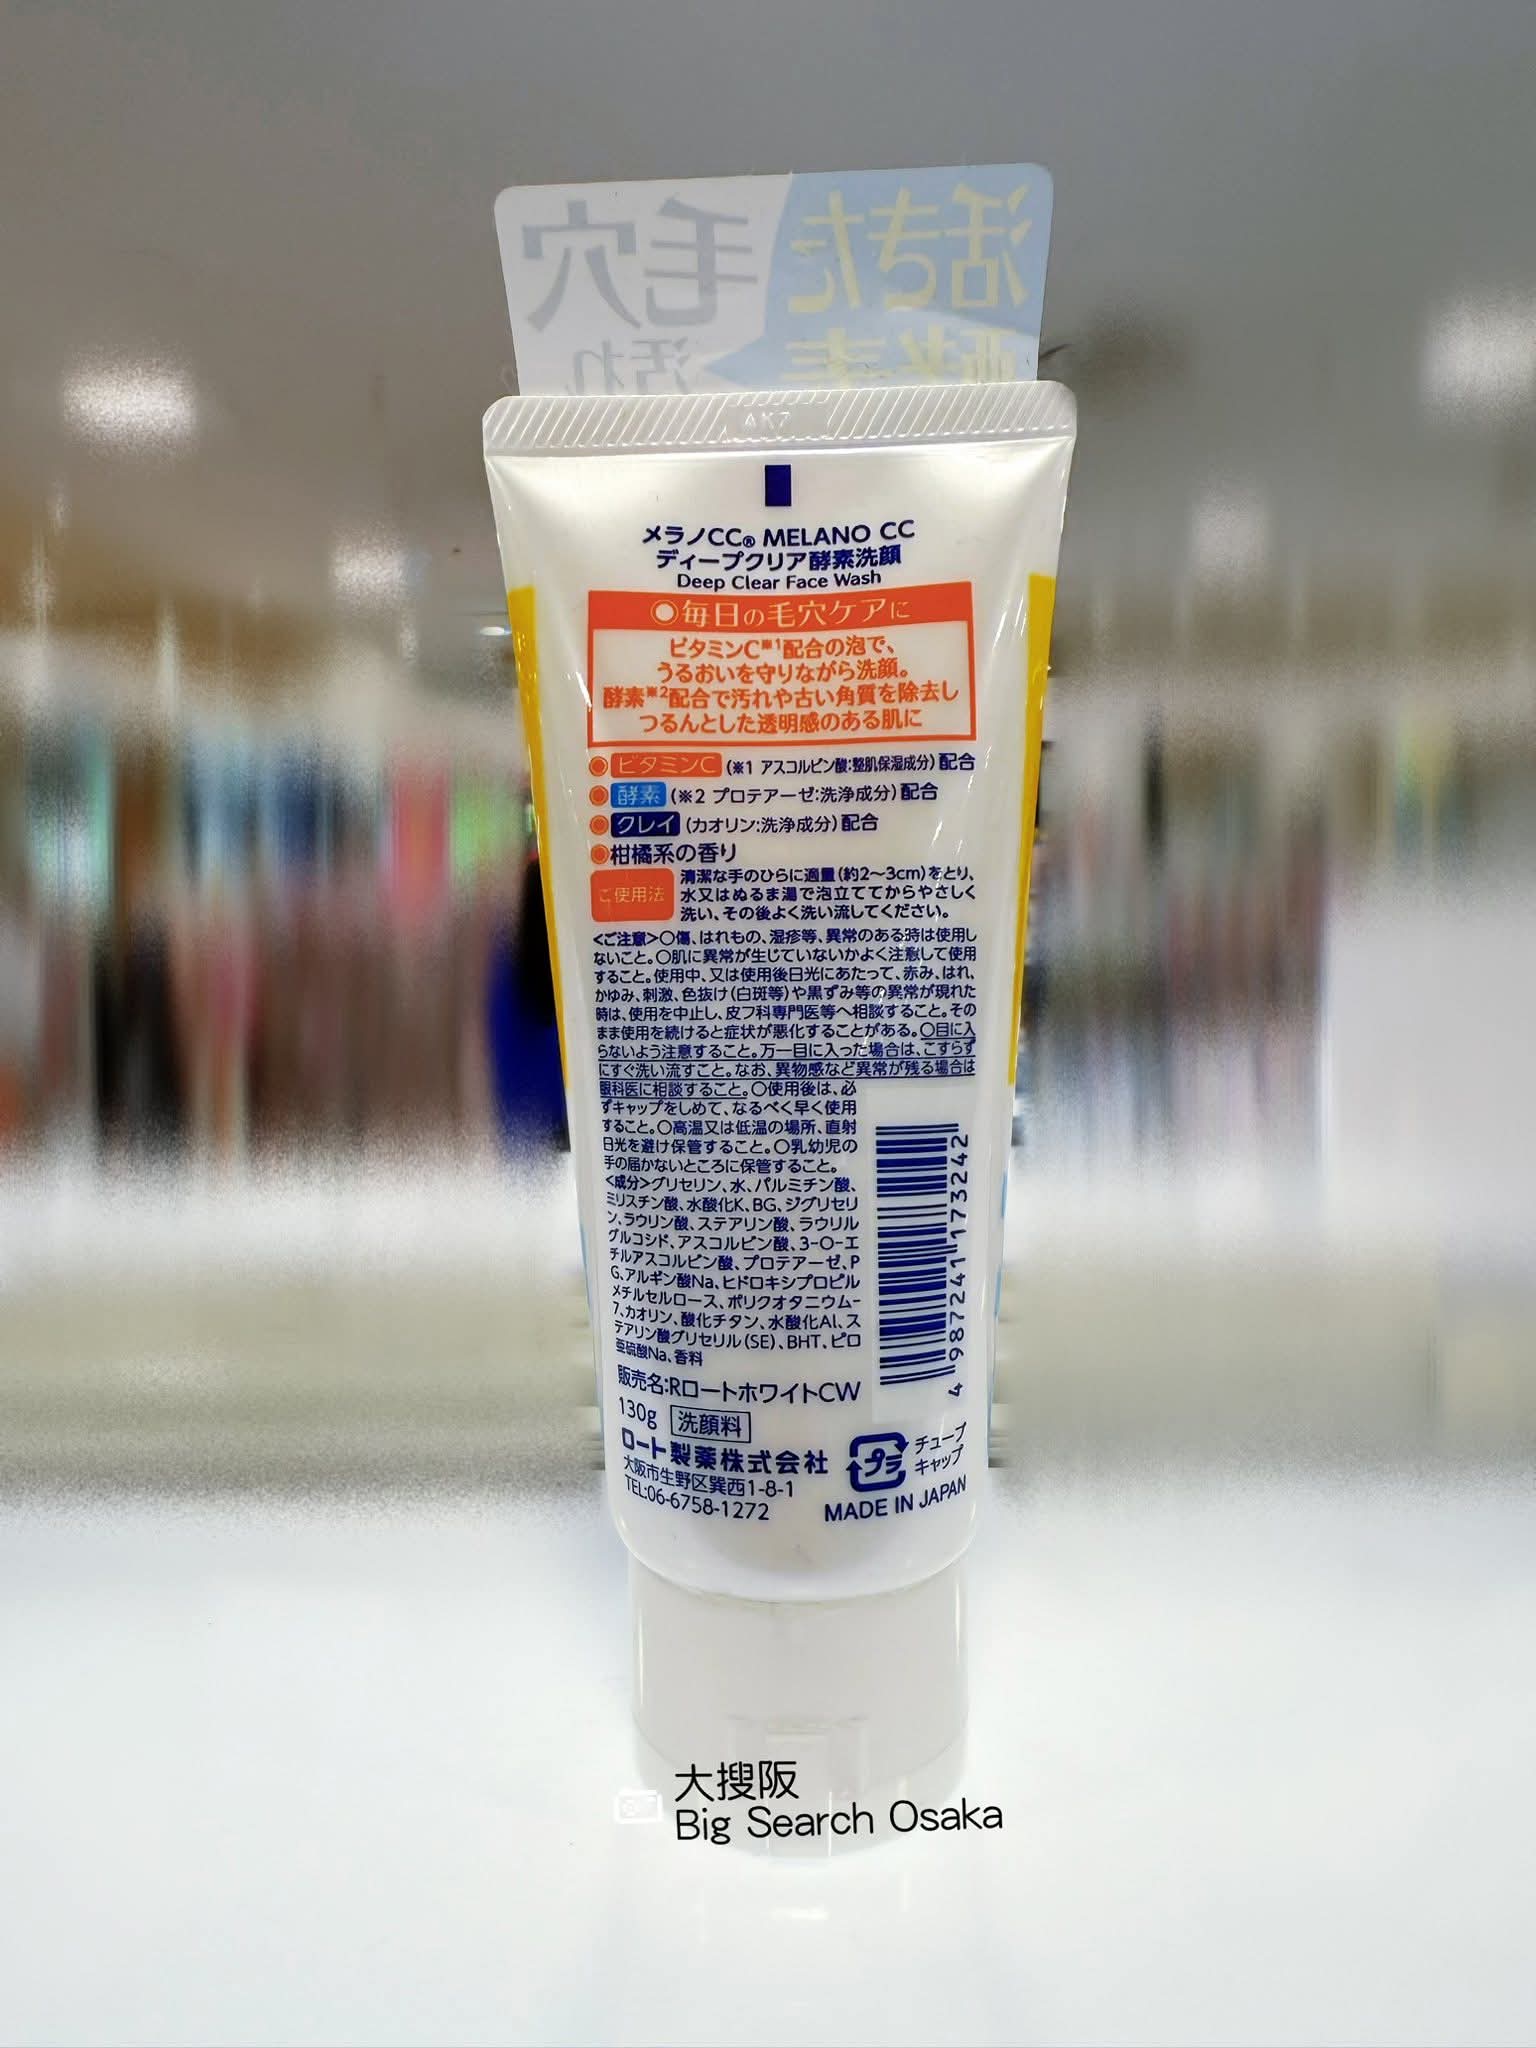 活きた
酵素
毛穴
汚れ
AK7
メラノCC® MELANO CC
ディープクリア酵素洗顔
Deep Clear Face Wash
◎毎日の毛穴ケアに
ビタミンC※1配合の泡で、
うるおいを守りながら洗顔。
酵素※2配合で汚れや古い角質を除去し
つるんとした透明感のある肌に
ビタミンC (※1 アスコルビン酸:整肌保湿成分) 配合
酵素 (※2 プロテアーゼ:洗浄成分) 配合
クレイ (カオリン:洗浄成分) 配合
柑橘系の香り
ご使用法
清潔な手のひらに適量(約2〜3cm)をとり、
水又はぬるま湯で泡立ててからやさしく
洗い、その後よく洗い流してください。
<ご注意>○傷、はれもの、湿疹等、異常のある時は使用し
ないこと。○肌に異常が生じていないかよく注意して使用
すること。使用中、又は使用後日光にあたって、赤み、はれ、
かゆみ、刺激、色抜け(白斑等)や黒ずみ等の異常が現れた
時は、使用を中止し、皮フ科専門医等へ相談すること。その
まま使用を続けると症状が悪化することがある。○目に入
らないよう注意すること。万一目に入った場合は、こすらず
にすぐ洗い流すこと。なお、異物感など異常が残る場合は
眼科医に相談すること。○使用後は、必
ずキャップをしめて、なるべく早く使用
すること。○高温又は低温の場所、直射
日光を避け保管すること。○乳幼児の
手の届かないところに保管すること。
<成分>グリセリン、水、パルミチン酸、
ミリスチン酸、水酸化K、BG、ジグリセリ
ン、ラウリン酸、ステアリン酸、ラウリル
グルコシド、アスコルビン酸、3-O-エ
チルアスコルビン酸、プロテアーゼ、P
G、アルギン酸Na、ヒドロキシプロピル
メチルセルロース、ポリクオタニウム-
7、カオリン、酸化チタン、水酸化Al、ス
テアリン酸グリセリル(SE)、BHT、ピロ
亜硫酸Na、香料
4 987241 173242
販売名:RロートホワイトCW
130g 洗顔料
ロート製薬株式会社
大阪市生野区巽西1-8-1
TEL:06-6758-1272
プラ
チューブ
キャップ
MADE IN JAPAN
大搜阪
Big Search Osaka